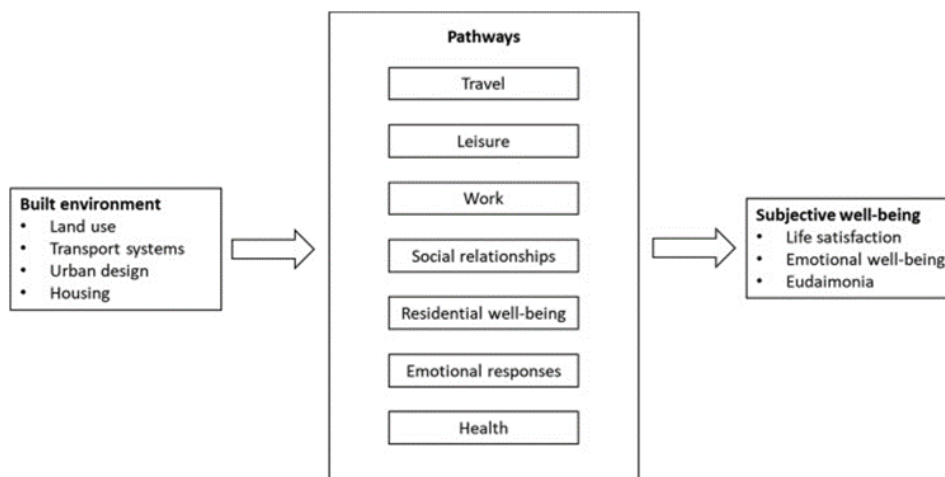 Built environment
• Land use
• Transport systems
• Urban design
• Housing
Pathways
Travel
Leisure
Work
Social relationships
Residential well-being
Emotional responses
Health
Subjective well-being
• Life satisfaction
• Emotional well-being
• Eudaimonia